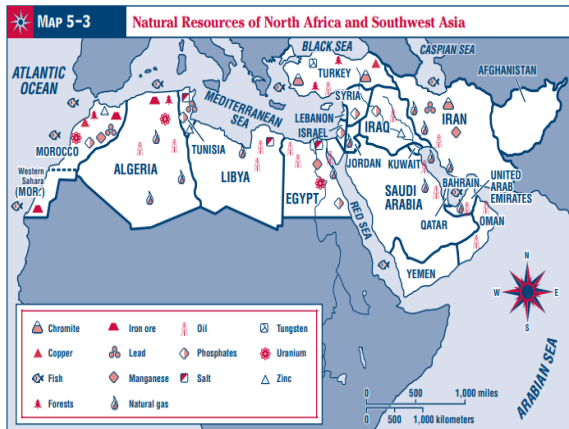 MAP 5-3 Natural Resources of North Africa and Southwest Asia
BLACK SEA
CASPIAN SEA
ATLANTIC
OCEAN
TURKEY
AFGHANISTAN
MEDITERRANEAN
SEA
SYRIA
LEBANON
ISRAEL
IRAQ
IRAN
MOROCCO
TUNISIA
JORDAN
KUWAIT
Western
Sahara
(MOR.)
ALGERIA
LIBYA
EGYPT
SAUDI
ARABIA
BAHRAIN
UNITED
ARAB
EMIRATES
QATAR
OMAN
RED SEA
YEMEN
N
W
E
S
ARABIAN SEA
Chromite
Iron ore
Oil
Tungsten
Copper
Lead
Phosphates
Uranium
Fish
Manganese
Salt
Zinc
Forests
Natural gas
0 500 1,000 miles
0 500 1,000 kilometers